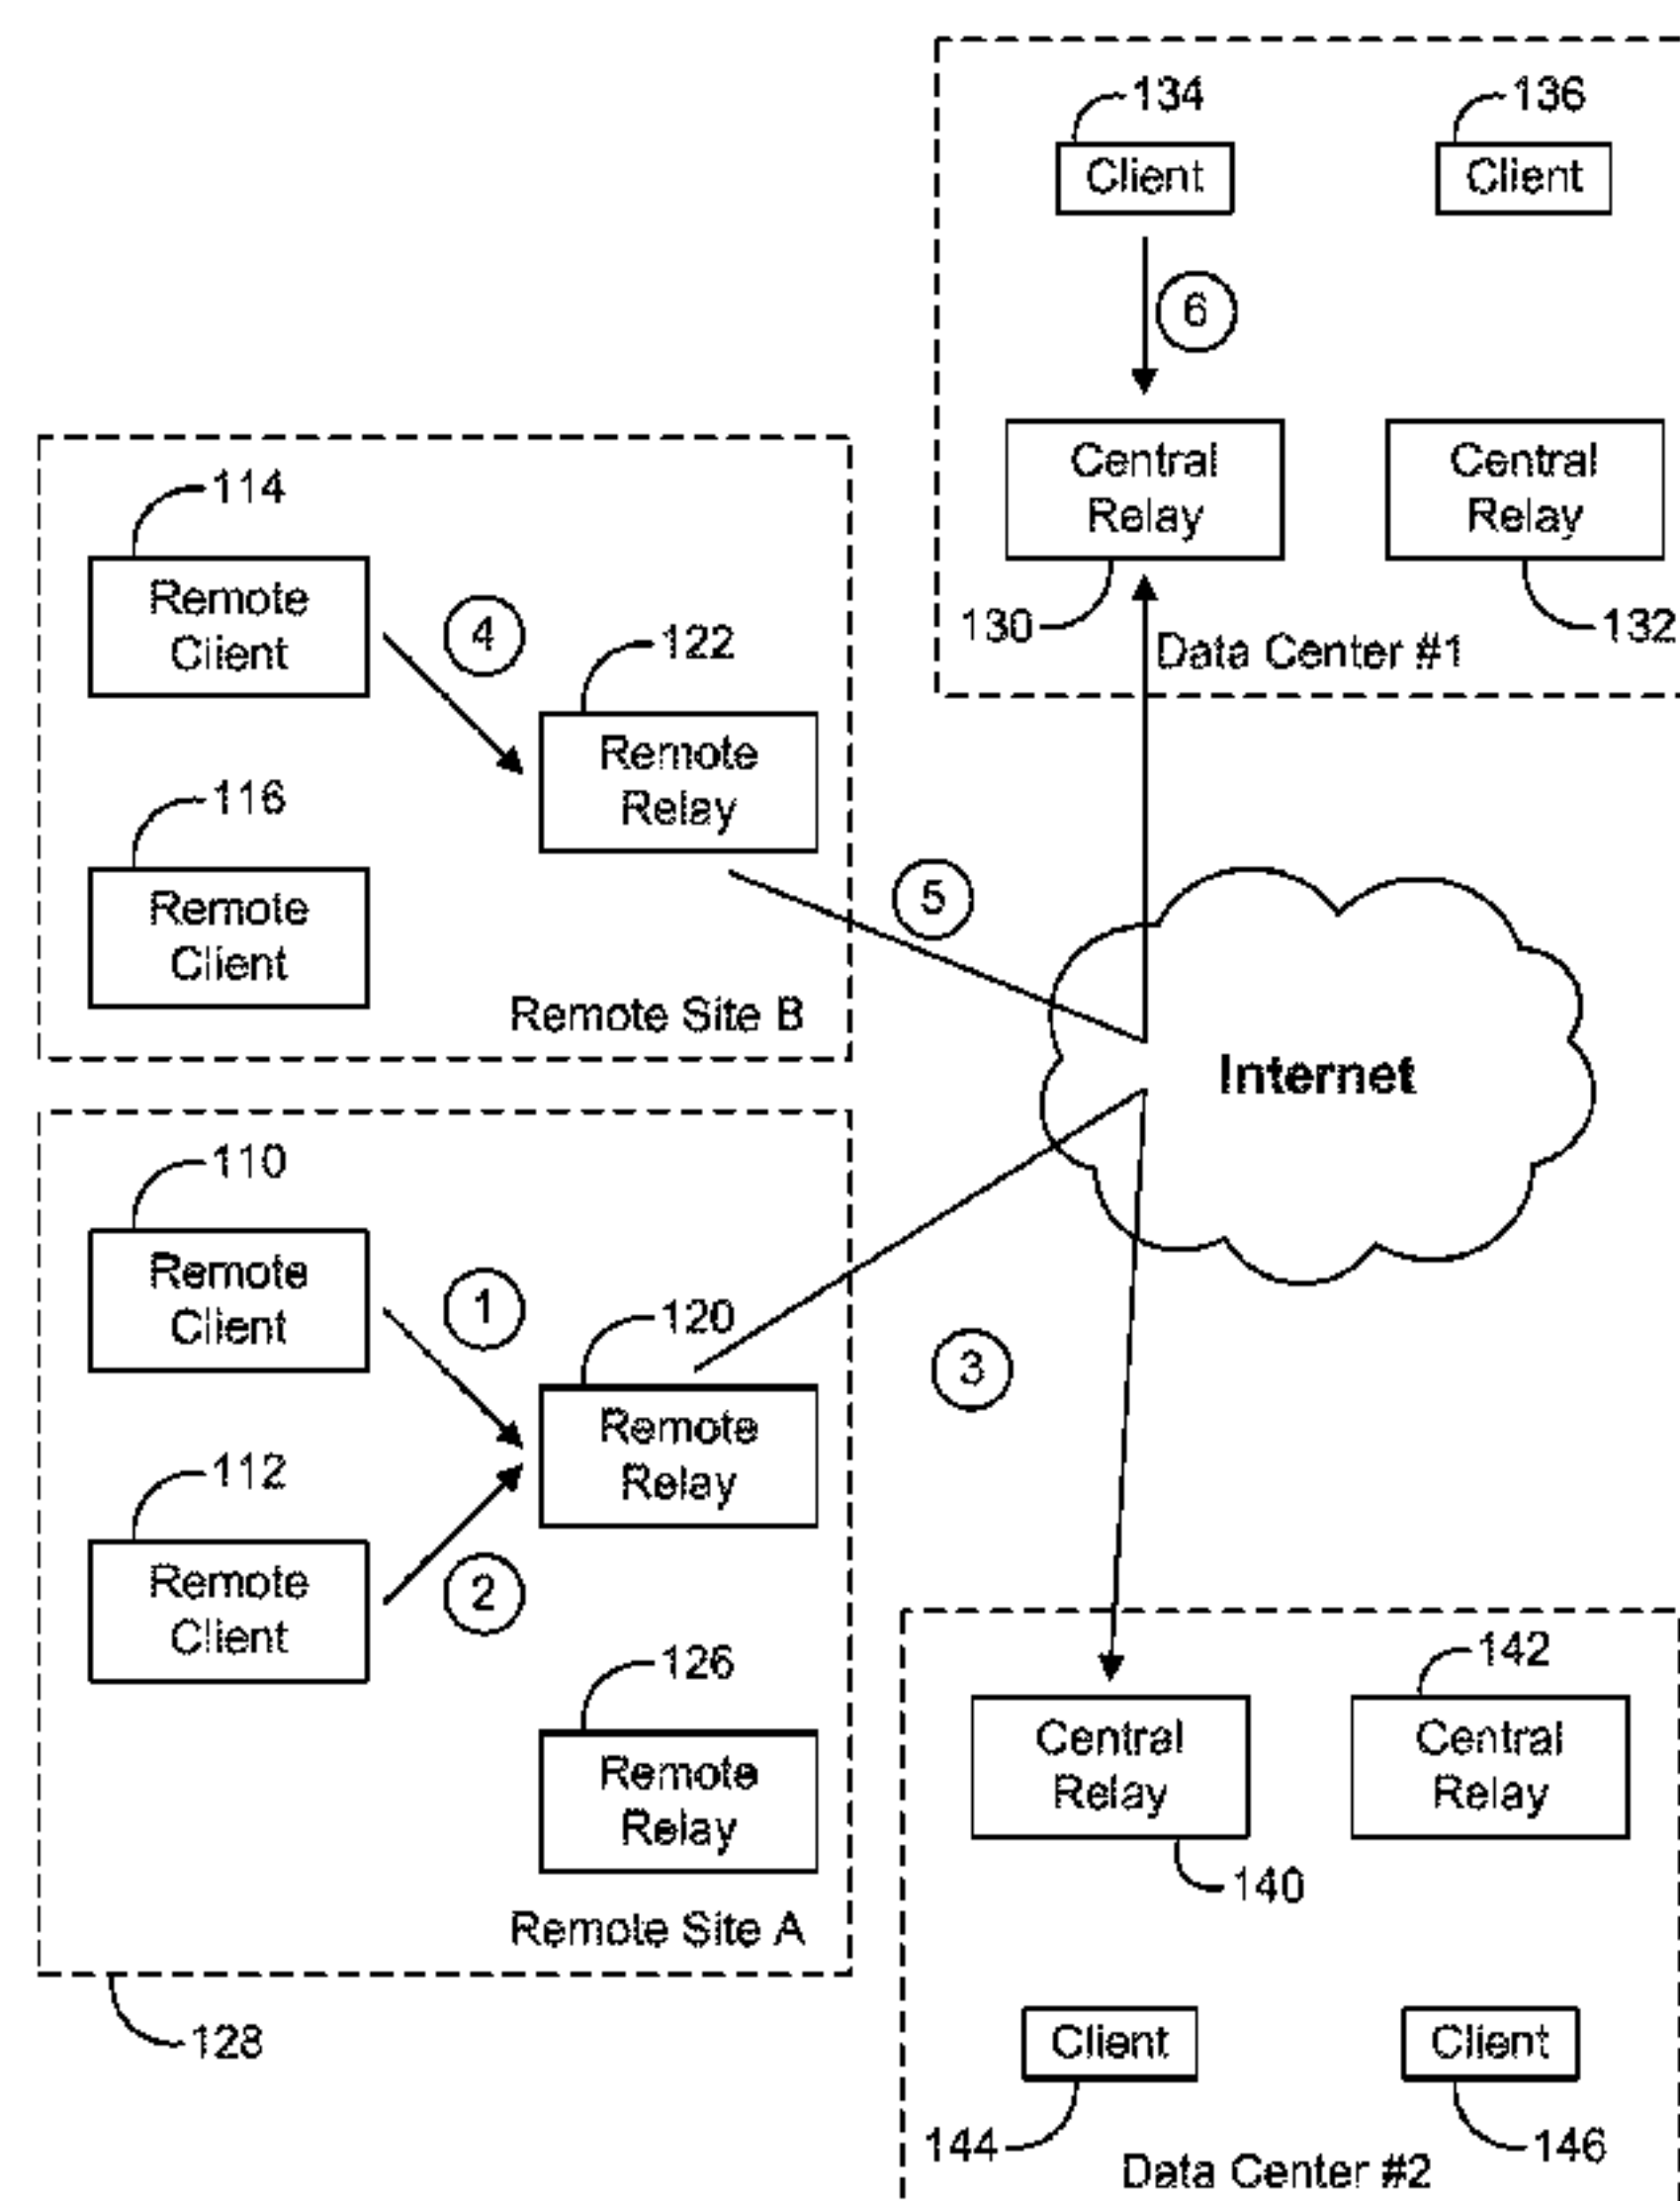 134
136
Client
Client
6
Central
Relay
Central
Relay
130
132
Data Center #1
114
Remote
Client
4
122
Remote
Relay
116
Remote
Client
5
Remote Site B
Internet
110
Remote
Client
1
120
Remote
Relay
3
112
Remote
Client
2
126
Remote
Relay
Remote Site A
128
142
Central
Relay
Central
Relay
140
Client
Client
144
146
Data Center #2